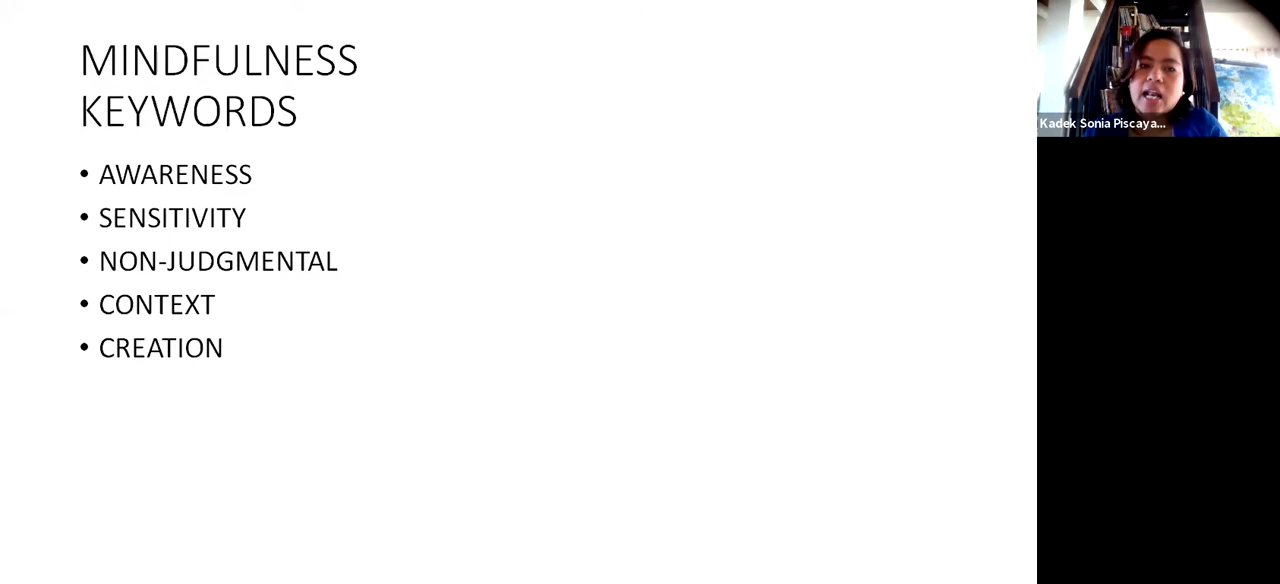 MINDFULNESS
KEYWORDS
• AWARENESS
• SENSITIVITY
• NON-JUDGMENTAL
• CONTEXT
• CREATION
Kadek Sonia Piscaya...